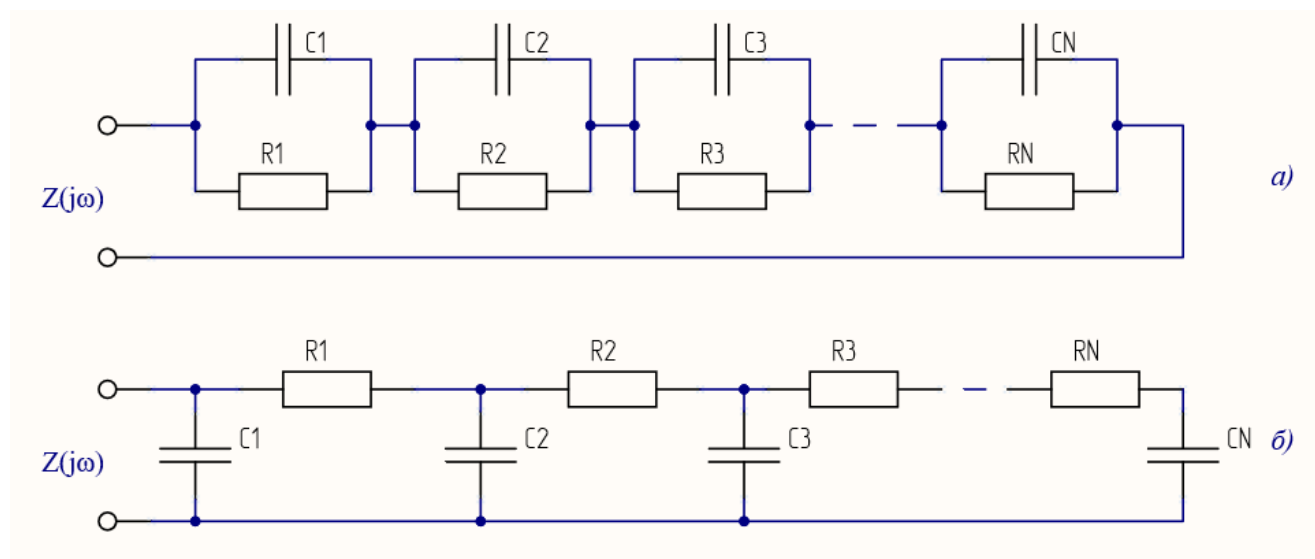 C1 C2 C3 CN
R1 R2 R3 RN
а)
Z(jω)
R1 R2 R3 RN
C1 C2 C3 CN б)
Z(jω)